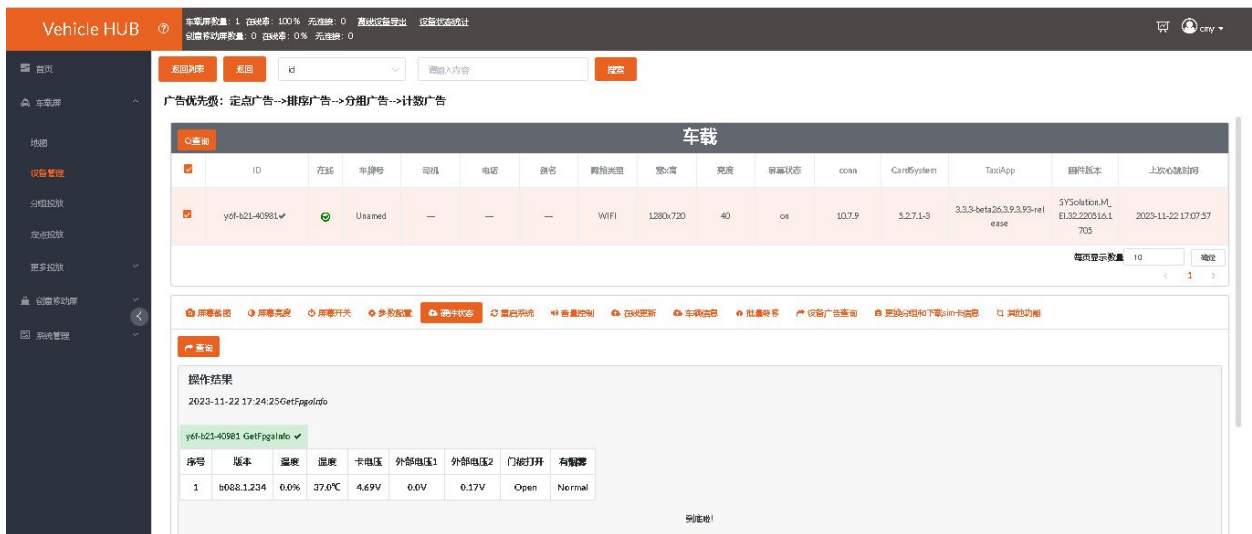 Vehicle HUB
车载屏数量: 1 在线率: 100% 无连接: 0 离线设备导出 设备状态统计
创意移动屏数量: 0 在线率: 0% 无连接: 0
cmy
首页
车载屏
地图
设备管理
分组投放
定点投放
更多投放
创意移动屏
系统管理
返回列表 返回 id 请输入内容 搜索
广告优先级: 定点广告-->排序广告-->分组广告-->计数广告
查询 车载
ID 在线 车牌号 司机 电话 别名 网络类型 宽x高 亮度 屏幕状态 conn CardSystem TaxiApp 固件版本 上次心跳时间
y6f-b21-40981 Unamed — — — WIFI 1280x720 40 on 10.7.9 5.2.7.1-3 3.3.3-beta26.3.9.3.93-rel
ease SYSolution.M_
EI.32.220516.1
705 2023-11-22 17:07:57
每页显示数量 10 确定
< 1 >
屏幕截图 屏幕亮度 屏幕开关 参数配置 硬件状态 重启系统 音量控制 在线更新 车辆信息 批量转移 设备广告查询 更换分组和下载sim卡信息 其他功能
查询
操作结果
2023-11-22 17:24:25GetFpgaInfo
y6f-b21-40981 GetFpgaInfo
序号 版本 湿度 温度 卡电压 外部电压1 外部电压2 门被打开 有烟雾
1 b088.1.234 0.0% 37.0℃ 4.69V 0.0V 0.17V Open Normal
到底啦!